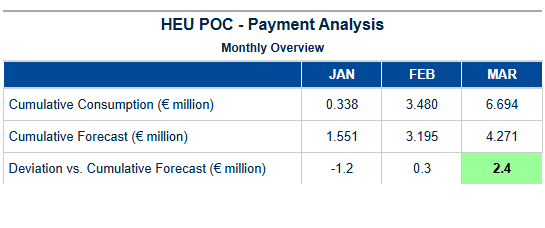 HEU POC - Payment Analysis
Monthly Overview
JAN FEB MAR
Cumulative Consumption (€ million) 0.338 3.480 6.694
Cumulative Forecast (€ million) 1.551 3.195 4.271
Deviation vs. Cumulative Forecast (€ million) -1.2 0.3 2.4